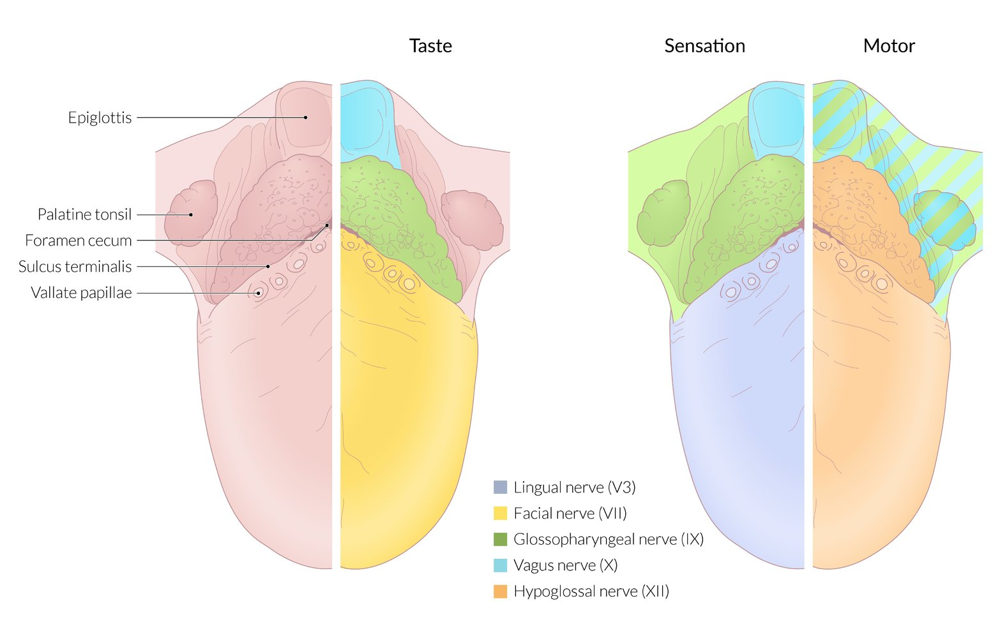 Taste
Sensation
Motor
Epiglottis
Palatine tonsil
Foramen cecum
Sulcus terminalis
Vallate papillae
Lingual nerve (V3)
Facial nerve (VII)
Glossopharyngeal nerve (IX)
Vagus nerve (X)
Hypoglossal nerve (XII)